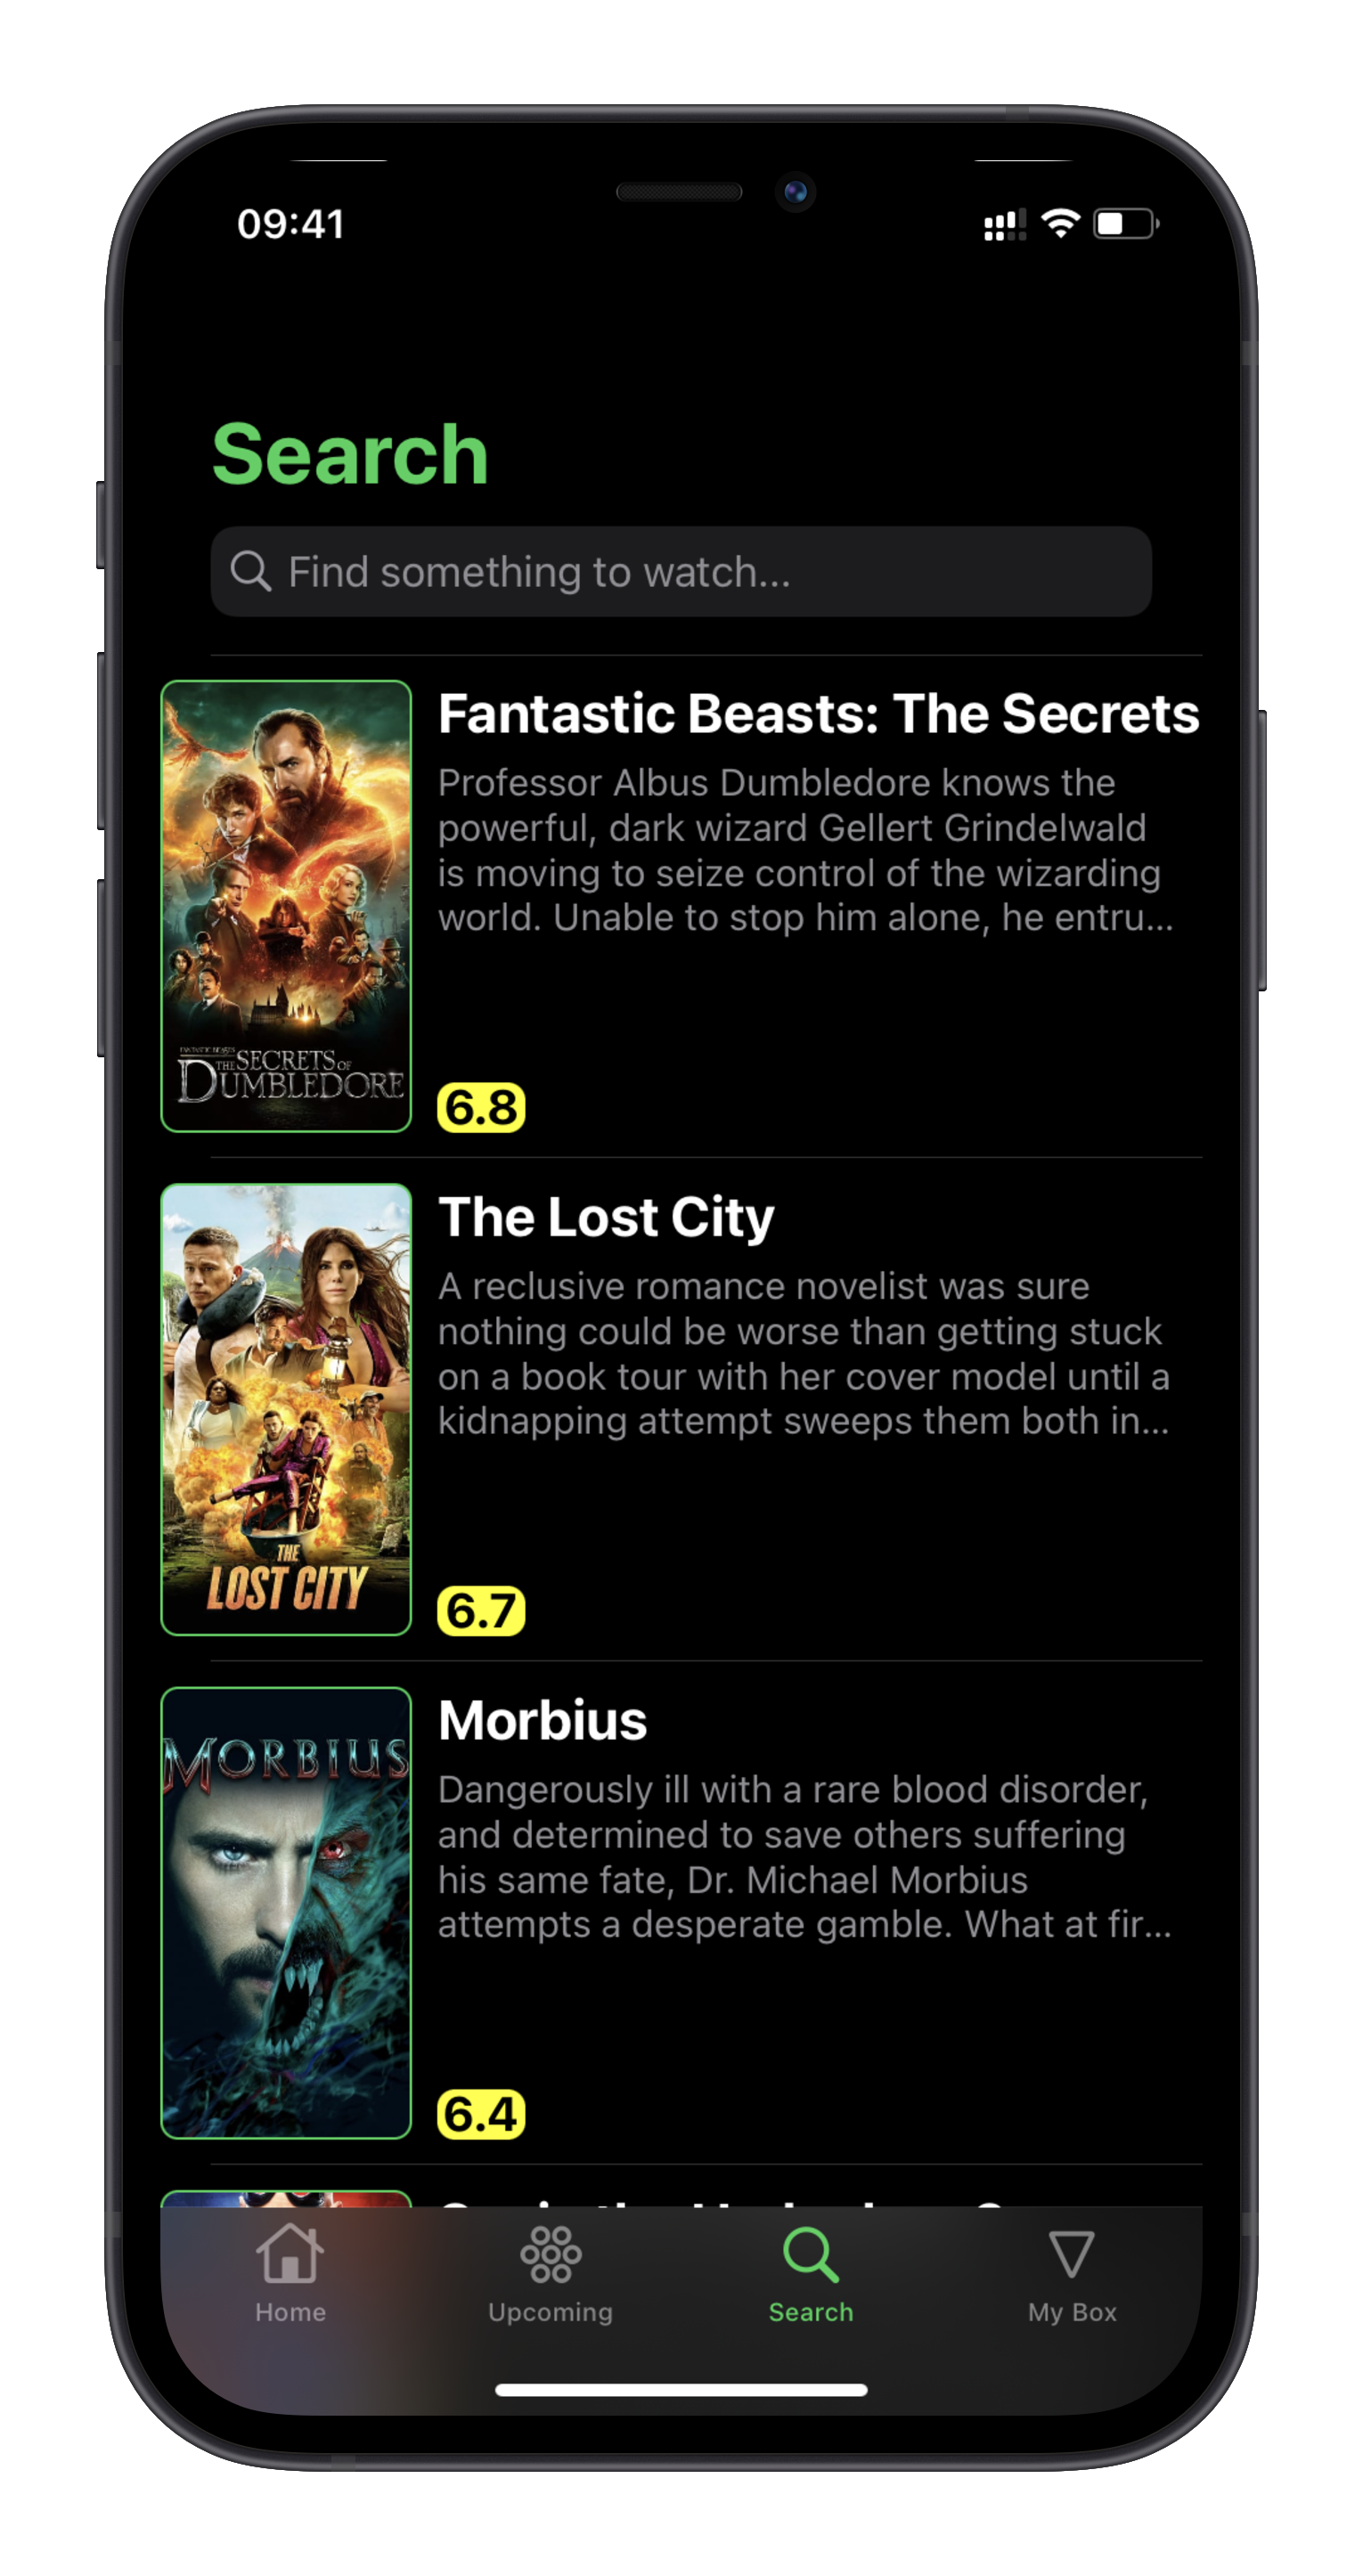 09:41
Search
Find something to watch...
Fantastic Beasts: The Secrets
Professor Albus Dumbledore knows the
powerful, dark wizard Gellert Grindelwald
is moving to seize control of the wizarding
world. Unable to stop him alone, he entru...
FANTASTIC BEASTS
THE SECRETS OF
DUMBLEDORE
6.8
The Lost City
A reclusive romance novelist was sure
nothing could be worse than getting stuck
on a book tour with her cover model until a
kidnapping attempt sweeps them both in...
THE
LOST CITY
6.7
MORBIUS
Morbius
Dangerously ill with a rare blood disorder,
and determined to save others suffering
his same fate, Dr. Michael Morbius
attempts a desperate gamble. What at fir...
6.4
Home
Upcoming
Search
My Box